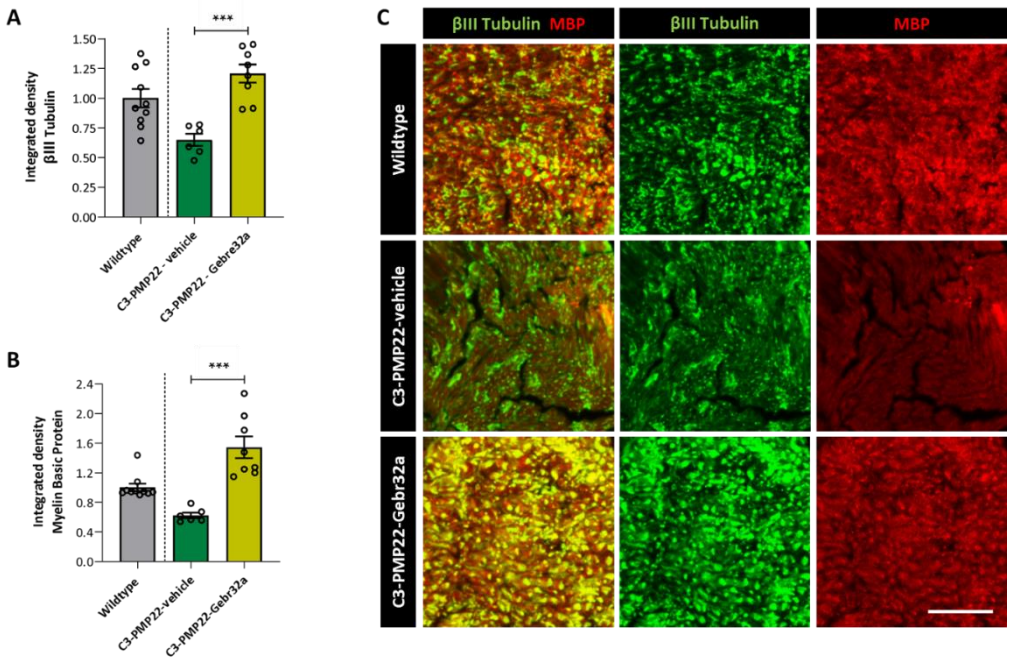 A
***
Integrated density
βIII Tubulin
1.50
1.25
1.00
0.75
0.50
0.25
0.00
Wildtype
C3-PMP22 - vehicle
C3-PMP22 - Gebre32a
B
***
Integrated density
Myelin Basic Protein
2.4
2.0
1.6
1.2
0.8
0.4
0.0
Wildtype
C3-PMP22-vehicle
C3-PMP22-Gebr32a
C
βIII Tubulin MBP
βIII Tubulin
MBP
Wildtype
C3-PMP22-vehicle
C3-PMP22-Gebr32a